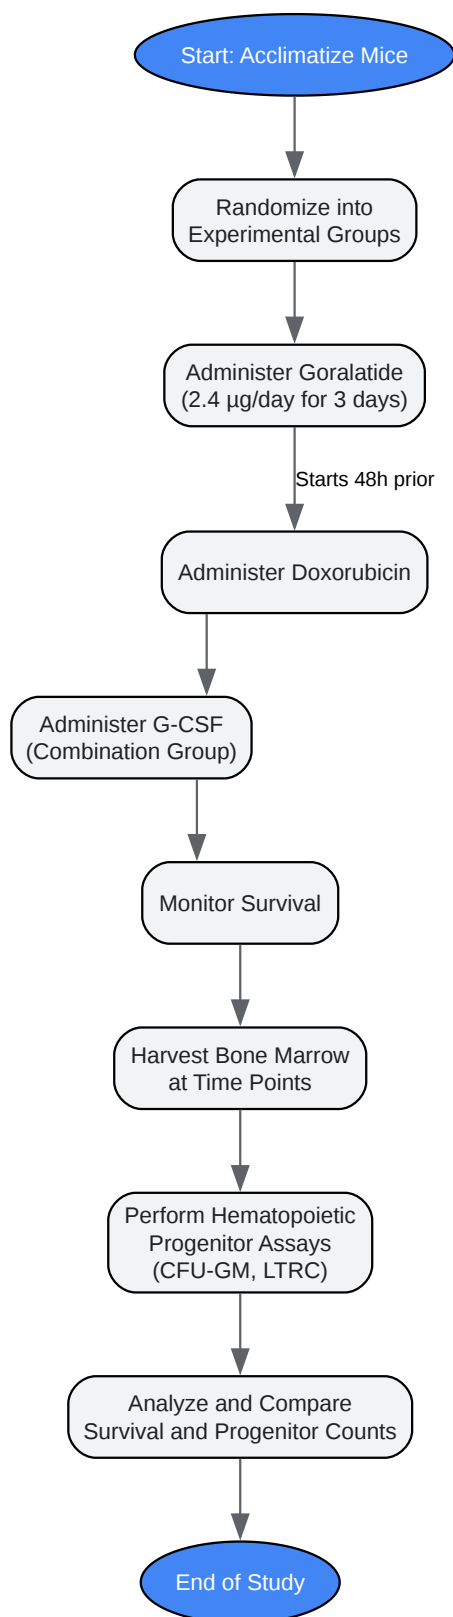 Start: Acclimatize Mice
Randomize into
Experimental Groups
Administer Goralatide
(2.4 µg/day for 3 days)
Starts 48h prior
Administer Doxorubicin
Administer G-CSF
(Combination Group)
Monitor Survival
Harvest Bone Marrow
at Time Points
Perform Hematopoietic
Progenitor Assays
(CFU-GM, LTRC)
Analyze and Compare
Survival and Progenitor Counts
End of Study